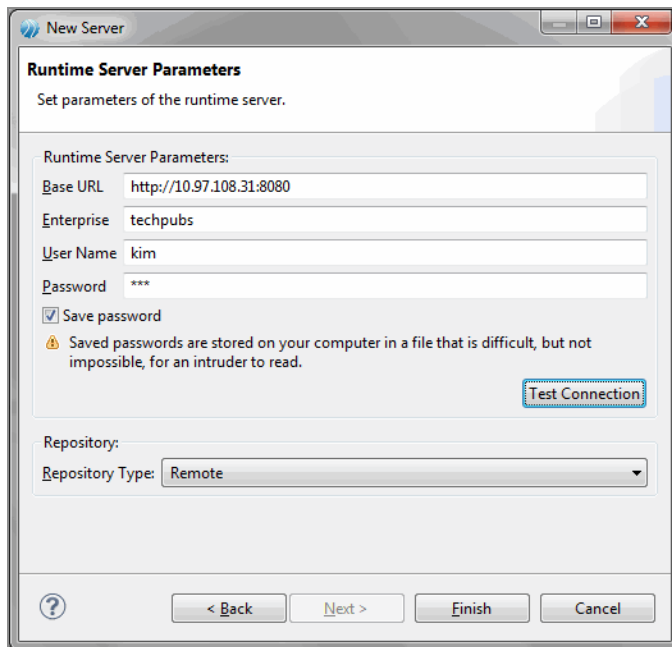 New Server
Runtime Server Parameters
Set parameters of the runtime server.
Runtime Server Parameters:
Base URL http://10.97.108.31:8080
Enterprise techpubs
User Name kim
Password ***
Save password
Saved passwords are stored on your computer in a file that is difficult, but not
impossible, for an intruder to read.
Test Connection
Repository:
Repository Type: Remote
? < Back Next > Finish Cancel